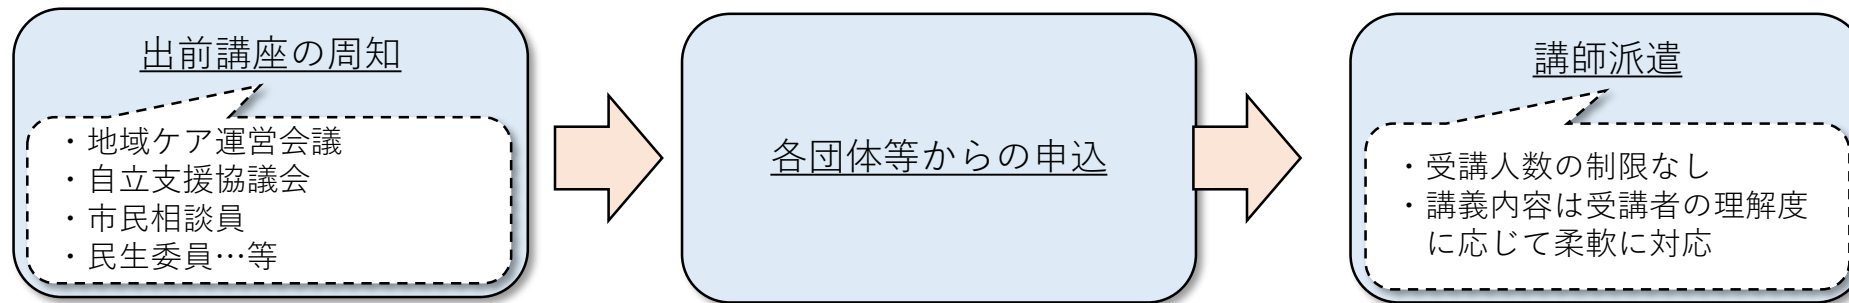 出前講座の周知
・地域ケア運営会議
・自立支援協議会
・市民相談員
・民生委員…等
各団体等からの申込
講師派遣
・受講人数の制限なし
・講義内容は受講者の理解度
に応じて柔軟に対応